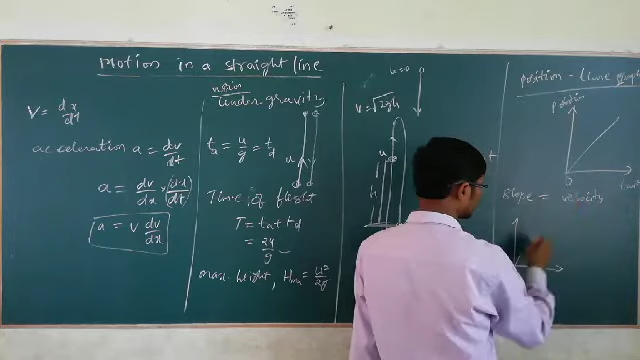 Motion in a straight line
V = dx/dt
acceleration a = dv/dt
a = dv/dx × (dx)/(dt)
a = v dv/dx
motion
under gravity
ta = u/g = td
u
Time of flight
T = ta + td
= 2u/g
max. height, Hmax = u²/2g
u=0
v = √2gh
u
H
position - time graph
position
t
O
slope = velocity